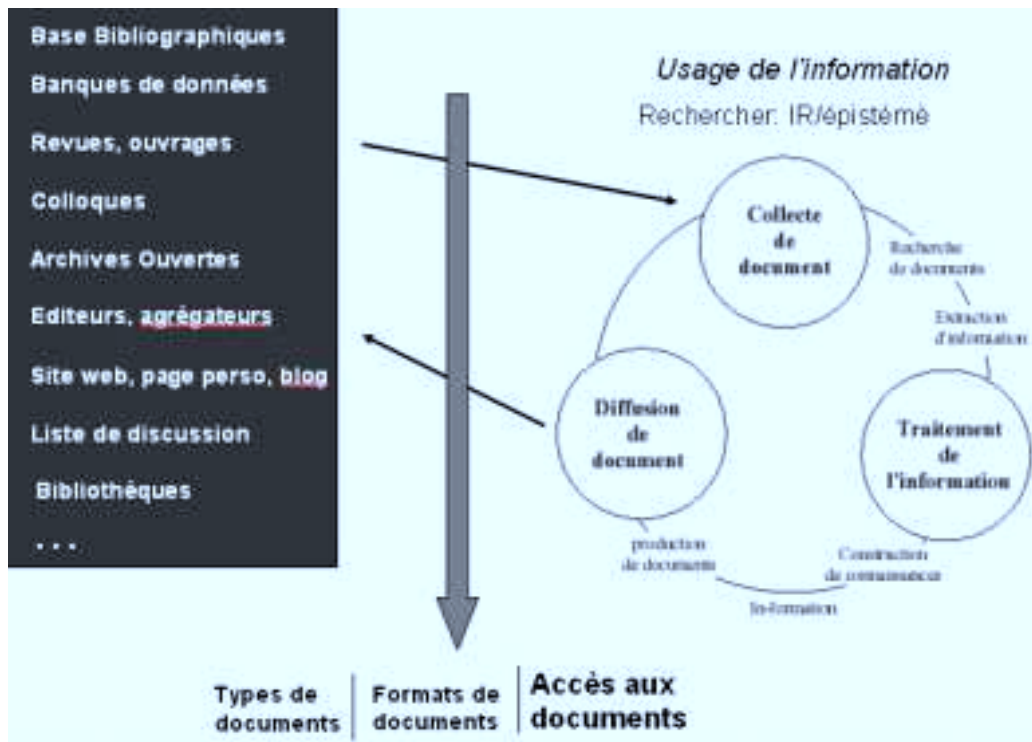 Base Bibliographiques
Banques de données
Revues, ouvrages
Colloques
Archives Ouvertes
Editeurs, agrégateurs
Site web, page perso, blog
Liste de discussion
Bibliothèques
...
Usage de l'information
Rechercher: IR/épistémè
Collecte
de
document
Recherche
de documents
Extraction
d'information
Traitement
de
l'information
Construction
de connaissances
In-formation
production
de documents
Diffusion
de
document
Types de
documents
Formats de
documents
Accès aux
documents